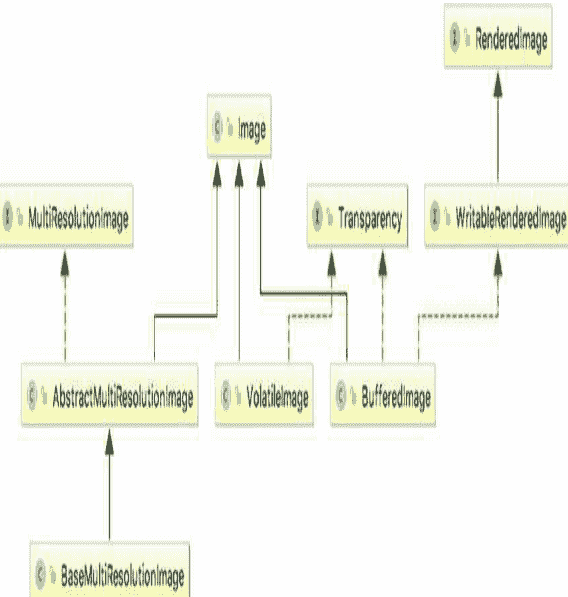 RenderedImage
Image
MultiResolutionImage
Transparency
WritableRenderedImage
AbstractMultiResolutionImage
VolatileImage
BufferedImage
BaseMultiResolutionImage